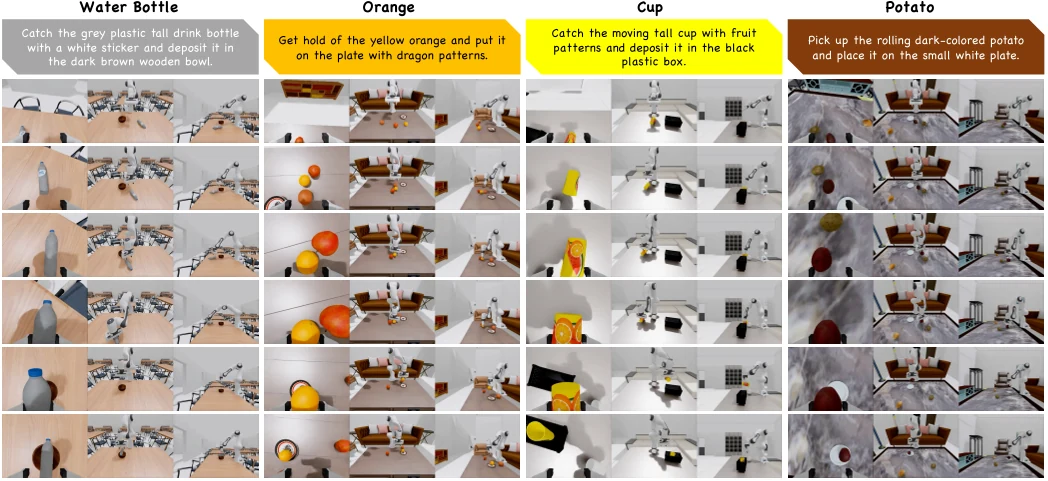 Water Bottle
Catch the grey plastic tall drink bottle
with a white sticker and deposit it in
the dark brown wooden bowl.
Orange
Get hold of the yellow orange and put it
on the plate with dragon patterns.
Cup
Catch the moving tall cup with fruit
patterns and deposit it in the black
plastic box.
Potato
Pick up the rolling dark-colored potato
and place it on the small white plate.